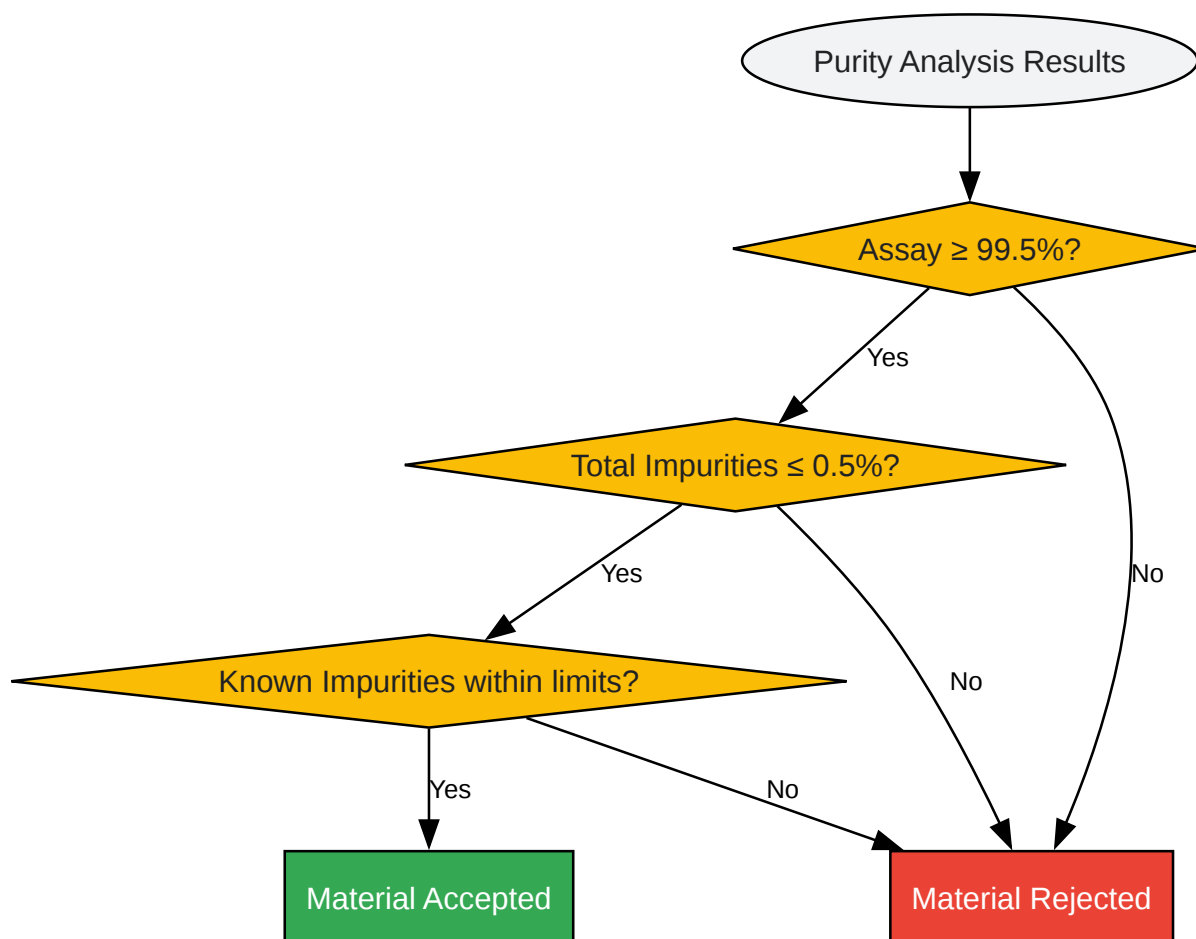 Purity Analysis Results
Assay ≥ 99.5%?
Yes
Total Impurities ≤ 0.5%?
Yes
No
Known Impurities within limits?
No
Yes
No
Material Accepted
Material Rejected